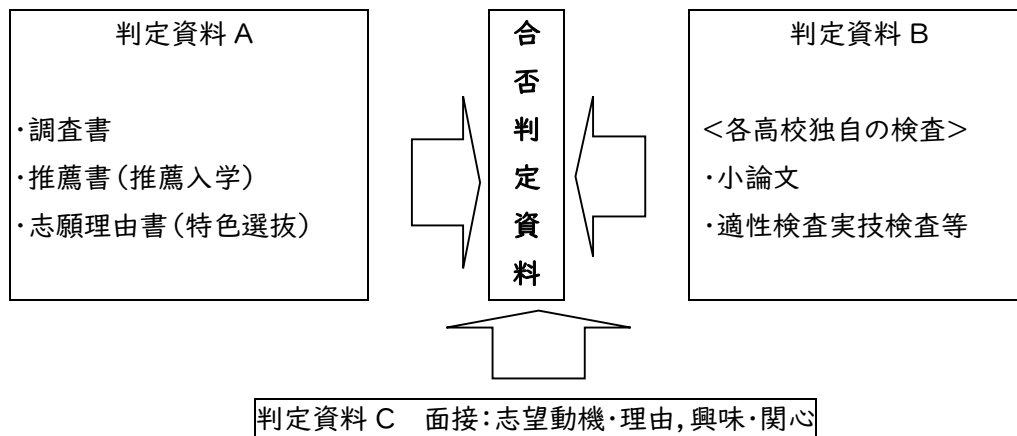 判定資料 A
・調査書
・推薦書(推薦入学)
・志願理由書(特色選抜)
合否判定資料
判定資料 B
<各高校独自の検査>
・小論文
・適性検査実技検査等
判定資料 C　面接:志望動機・理由,興味・関心